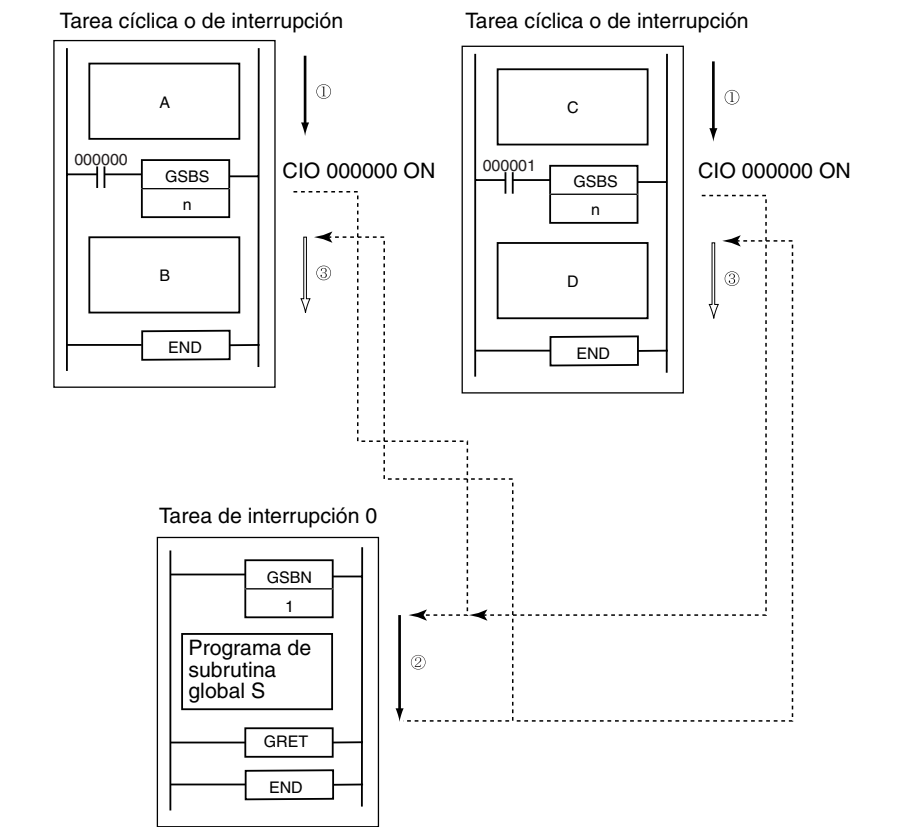 Tarea cíclica o de interrupción
A
000000
GSBS
n
B
END
①
CIO 000000 ON
③
Tarea cíclica o de interrupción
C
000001
GSBS
n
D
END
①
CIO 000000 ON
③
Tarea de interrupción 0
GSBN
1
Programa de
subrutina
global S
GRET
END
②